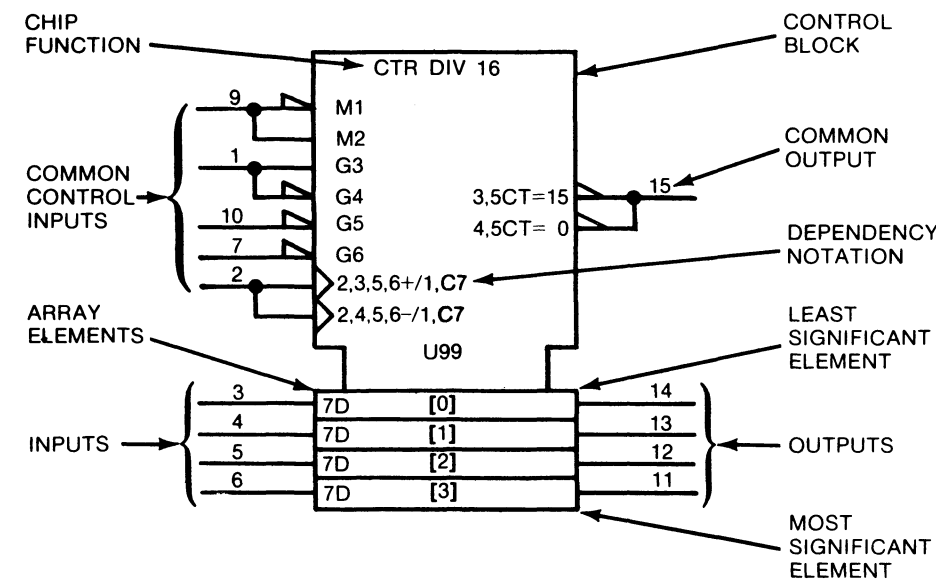 CHIP
FUNCTION
CTR DIV 16
CONTROL
BLOCK
9
M1
M2
1
G3
G4
10
G5
7
G6
2
2,3,5,6+/1,C7
2,4,5,6−/1,C7
COMMON
CONTROL
INPUTS
3,5CT=15
4,5CT= 0
15
COMMON
OUTPUT
DEPENDENCY
NOTATION
U99
ARRAY
ELEMENTS
LEAST
SIGNIFICANT
ELEMENT
INPUTS
3
7D
[0]
14
4
7D
[1]
13
5
7D
[2]
12
6
7D
[3]
11
OUTPUTS
MOST
SIGNIFICANT
ELEMENT